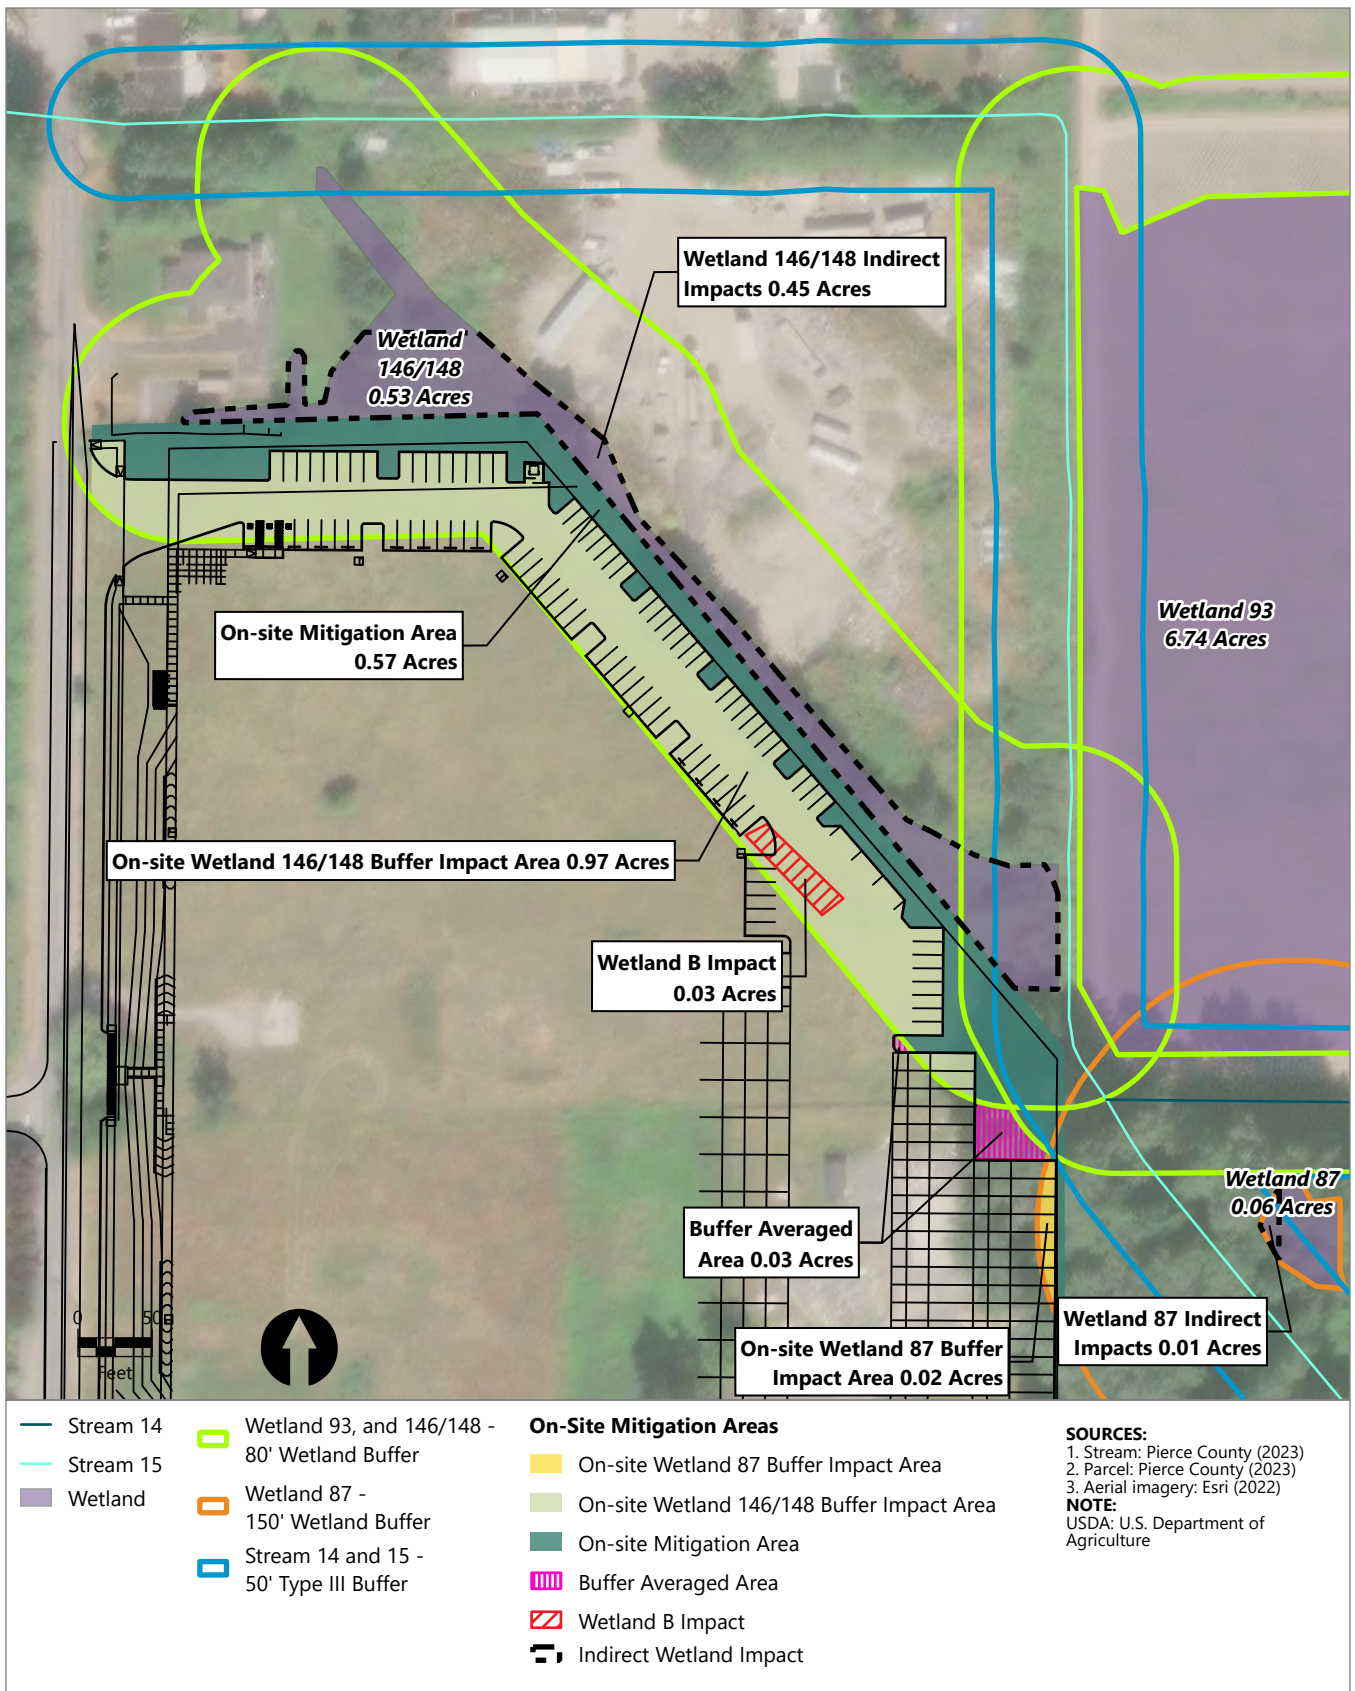 Wetland 146/148 Indirect
Impacts 0.45 Acres
Wetland
146/148
0.53 Acres
Wetland 93
6.74 Acres
On-site Mitigation Area
0.57 Acres
On-site Wetland 146/148 Buffer Impact Area 0.97 Acres
Wetland B Impact
0.03 Acres
Wetland 87
0.06 Acres
Buffer Averaged
Area 0.03 Acres
Wetland 87 Indirect
Impacts 0.01 Acres
On-site Wetland 87 Buffer
Impact Area 0.02 Acres
0 50
Feet
Stream 14
Stream 15
Wetland
Wetland 93, and 146/148 -
80' Wetland Buffer
Wetland 87 -
150' Wetland Buffer
Stream 14 and 15 -
50' Type III Buffer
On-Site Mitigation Areas
On-site Wetland 87 Buffer Impact Area
On-site Wetland 146/148 Buffer Impact Area
On-site Mitigation Area
Buffer Averaged Area
Wetland B Impact
Indirect Wetland Impact
SOURCES:
1. Stream: Pierce County (2023)
2. Parcel: Pierce County (2023)
3. Aerial imagery: Esri (2022)
NOTE:
USDA: U.S. Department of
Agriculture